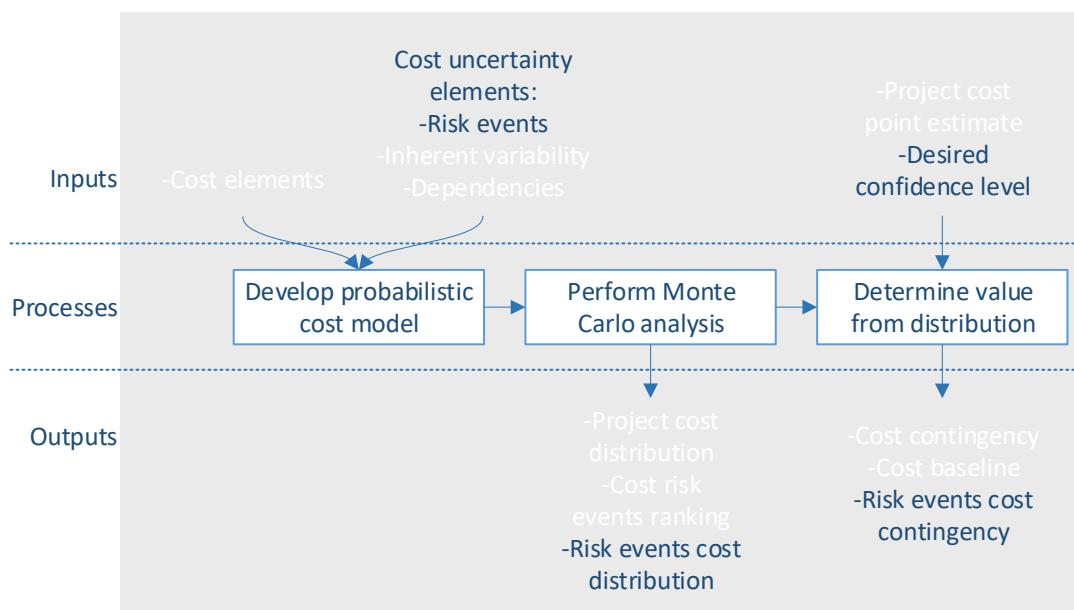 Cost uncertainty
elements:
-Risk events
-Inherent variability
-Dependencies
-Project cost
point estimate
-Desired
confidence level
Inputs
-Cost elements
Processes
Develop probabilistic
cost model
Perform Monte
Carlo analysis
Determine value
from distribution
Outputs
-Project cost
distribution
-Cost risk
events ranking
-Risk events cost
distribution
-Cost contingency
-Cost baseline
-Risk events cost
contingency